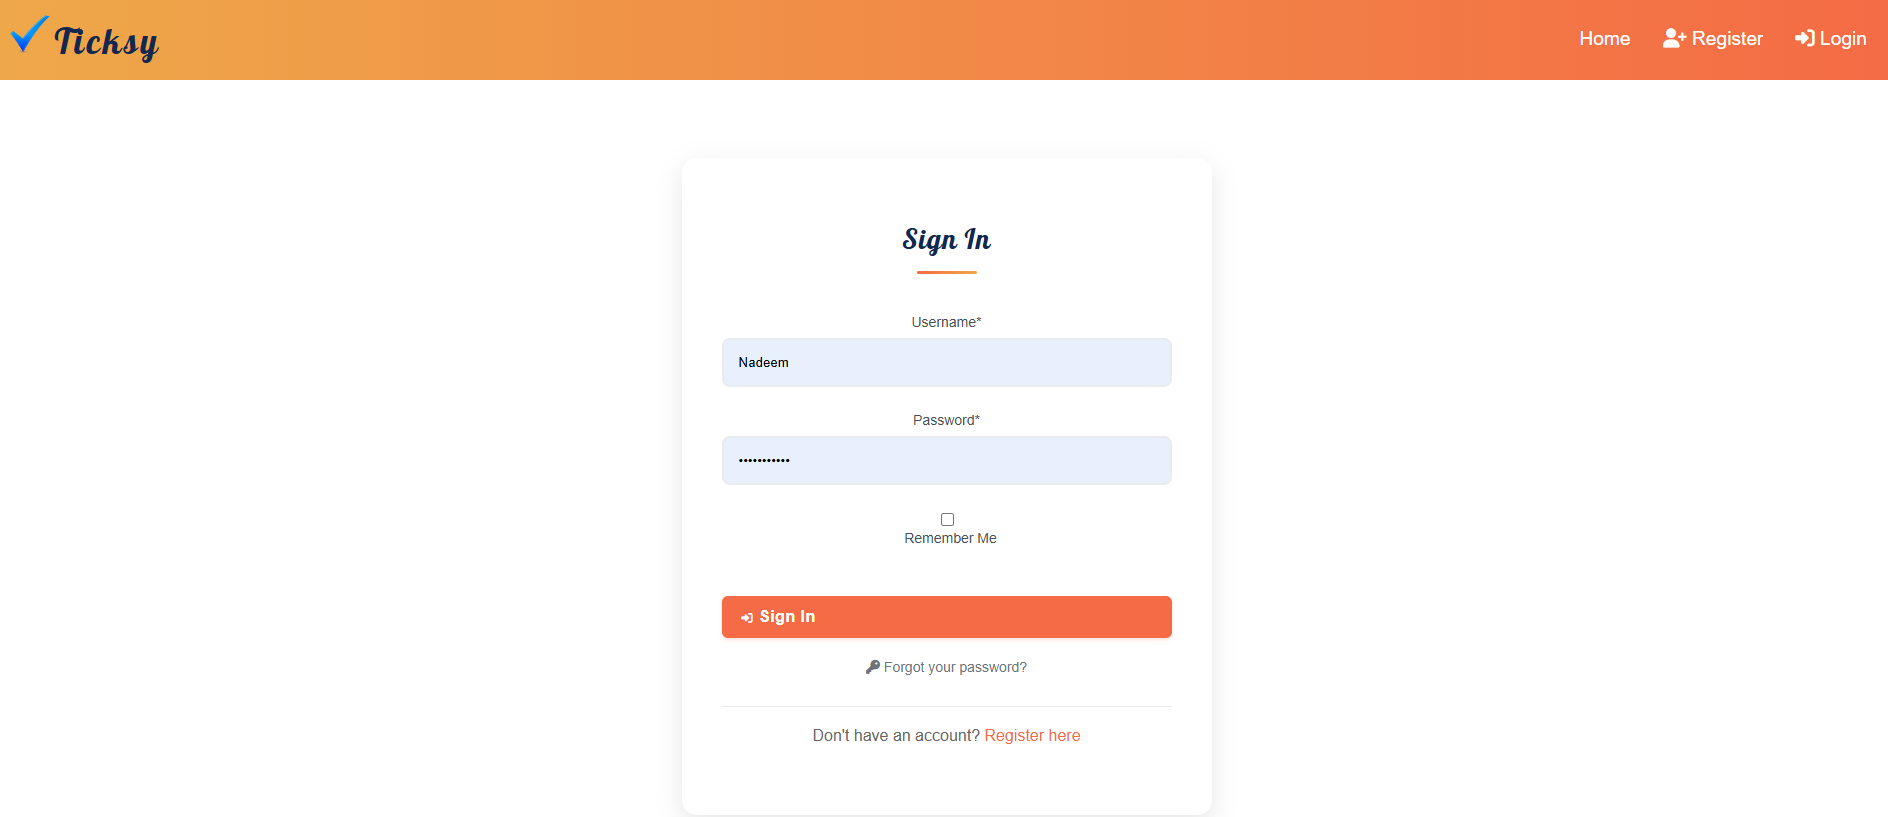 Ticksy
Home Register Login
Sign In
Username*
Nadeem
Password*
•••••••••••
Remember Me
Sign In
Forgot your password?
Don't have an account? Register here